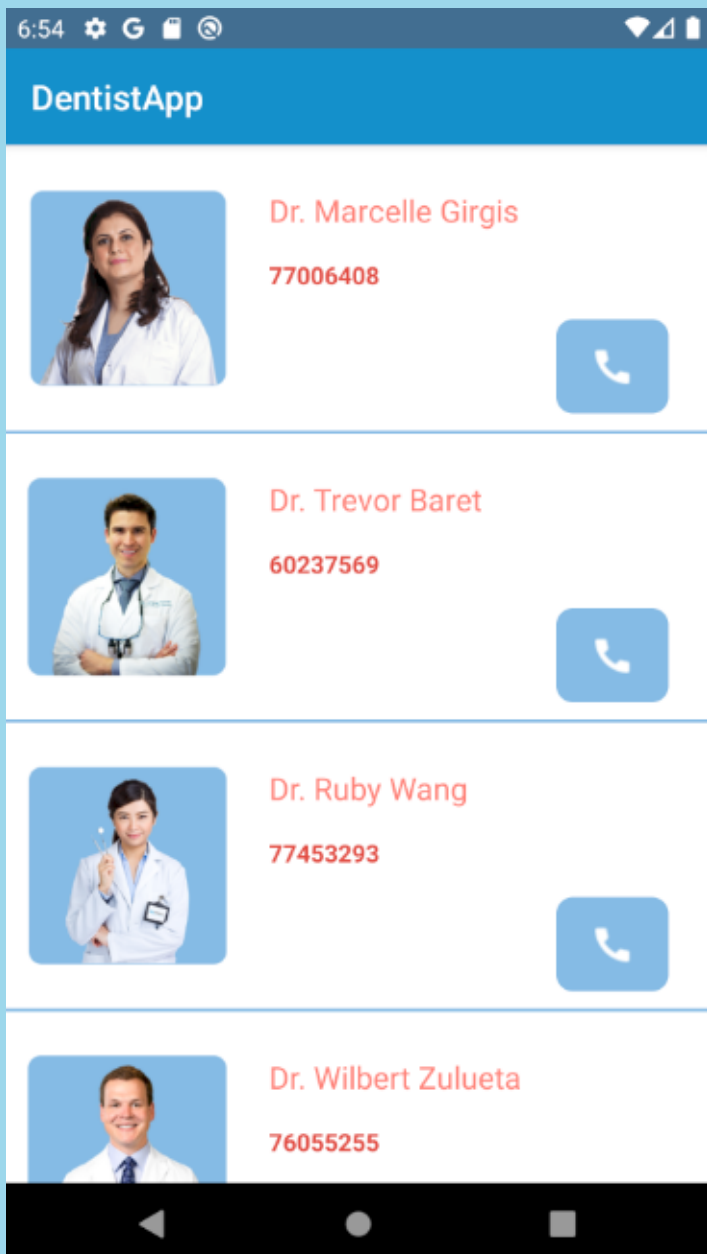 6:54
DentistApp
Dr. Marcelle Girgis
77006408
Dr. Trevor Baret
60237569
Dr. Ruby Wang
77453293
Dr. Wilbert Zulueta
76055255